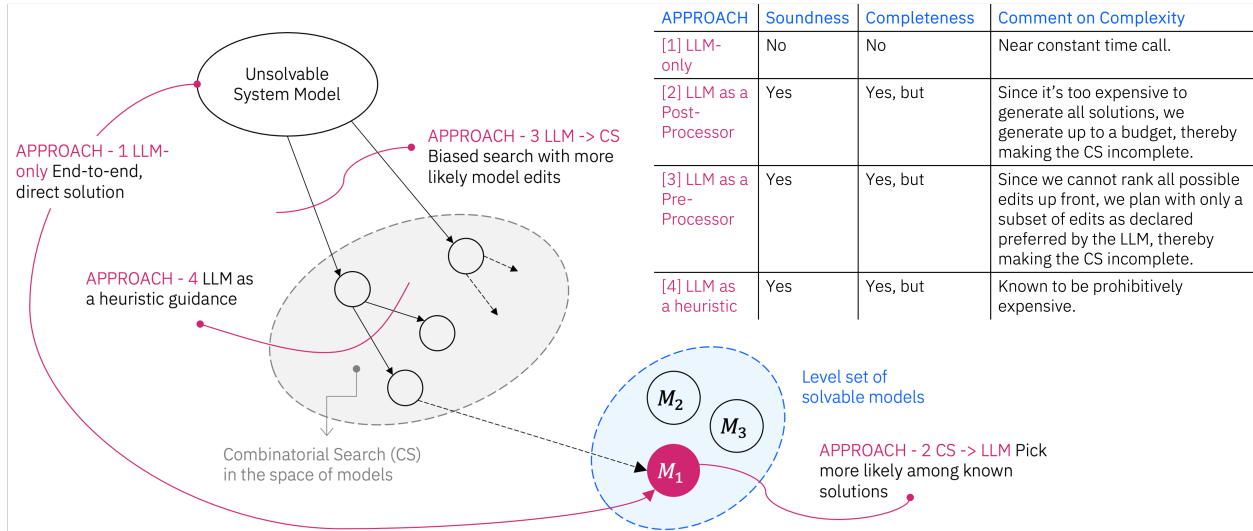 Unsolvable
System Model
APPROACH - 1 LLM-
only End-to-end,
direct solution
APPROACH - 3 LLM -> CS
Biased search with more
likely model edits
APPROACH - 4 LLM as
a heuristic guidance
Combinatorial Search (CS)
in the space of models
M₂
M₃
M₁
Level set of
solvable models
APPROACH - 2 CS -> LLM Pick
more likely among known
solutions
APPROACH Soundness Completeness Comment on Complexity
[1] LLM- No No Near constant time call.
only
[2] LLM as a Yes Yes, but Since it’s too expensive to
Post- generate all solutions, we
Processor generate up to a budget, thereby
making the CS incomplete.
[3] LLM as a Yes Yes, but Since we cannot rank all possible
Pre- edits up front, we plan with only a
Processor subset of edits as declared
preferred by the LLM, thereby
making the CS incomplete.
[4] LLM as Yes Yes, but Known to be prohibitively
a heuristic expensive.